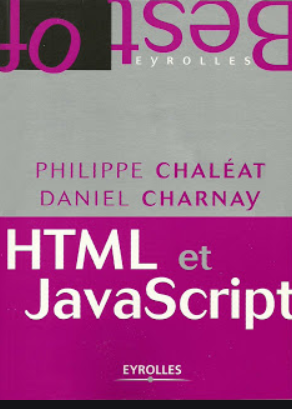 Best of
EYROLLES
PHILIPPE CHALÉAT
DANIEL CHARNAY
HTML et
JavaScript
EYROLLES